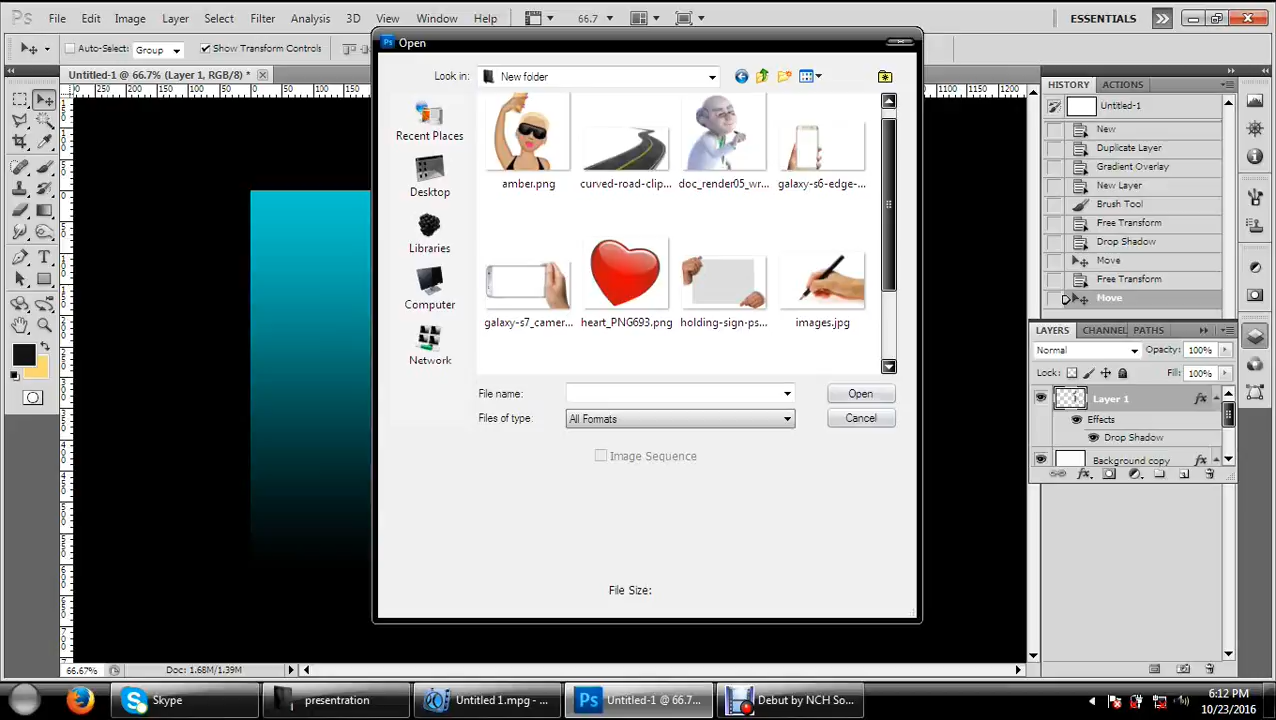 Ps File Edit Image Layer Select Filter Analysis 3D View Window Help 66.7 ESSENTIALS
Auto-Select: Group Show Transform Controls
Untitled-1 @ 66.7% (Layer 1, RGB/8) *
Open
Look in: New folder
Recent Places
Desktop
Libraries
Computer
Network
amber.png curved-road-clip... doc_render05_wr... galaxy-s6-edge-...
galaxy-s7_camer... heart_PNG693.png holding-sign-ps... images.jpg
File name: Open
Files of type: All Formats Cancel
Image Sequence
File Size:
HISTORY ACTIONS
Untitled-1
New
Duplicate Layer
Gradient Overlay
New Layer
Brush Tool
Free Transform
Drop Shadow
Move
Free Transform
Move
LAYERS CHANNEL PATHS
Normal Opacity: 100%
Lock: Fill: 100%
Layer 1 fx
Effects
Drop Shadow
Background copy fx
66.67% Doc: 1.68M/1.39M
Skype presentration Untitled 1.mpg - ... Ps Untitled-1 @ 66.7... Debut by NCH So...
6:12 PM
10/23/2016